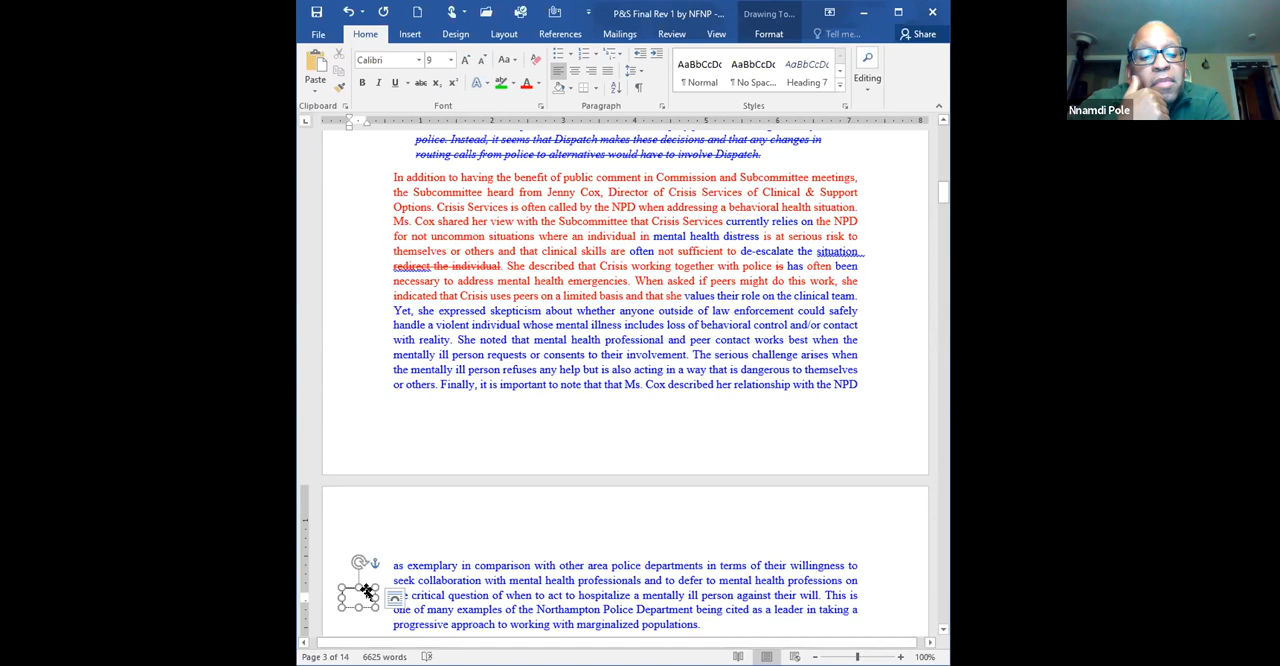 P&S Final Rev 1 by NFNP -...
Drawing To...
File
Home
Insert
Design
Layout
References
Mailings
Review
View
Format
Tell me...
Share
Nnamdi Pole
Paste
Calibri
9
Aa
¶ Normal
¶ No Spac...
Heading 7
Editing
B I U abc x₂ x²
Clipboard
Font
Paragraph
Styles
police. Instead, it seems that Dispatch makes these decisions and that any changes in
routing calls from police to alternatives would have to involve Dispatch.
In addition to having the benefit of public comment in Commission and Subcommittee meetings,
the Subcommittee heard from Jenny Cox, Director of Crisis Services of Clinical & Support
Options. Crisis Services is often called by the NPD when addressing a behavioral health situation.
Ms. Cox shared her view with the Subcommittee that Crisis Services currently relies on the NPD
for not uncommon situations where an individual in mental health distress is at serious risk to
themselves or others and that clinical skills are often not sufficient to de-escalate the situation
redirect the individual. She described that Crisis working together with police is has often been
necessary to address mental health emergencies. When asked if peers might do this work, she
indicated that Crisis uses peers on a limited basis and that she values their role on the clinical team.
Yet, she expressed skepticism about whether anyone outside of law enforcement could safely
handle a violent individual whose mental illness includes loss of behavioral control and/or contact
with reality. She noted that mental health professional and peer contact works best when the
mentally ill person requests or consents to their involvement. The serious challenge arises when
the mentally ill person refuses any help but is also acting in a way that is dangerous to themselves
or others. Finally, it is important to note that that Ms. Cox described her relationship with the NPD
as exemplary in comparison with other area police departments in terms of their willingness to
seek collaboration with mental health professionals and to defer to mental health professions on
critical question of when to act to hospitalize a mentally ill person against their will. This is
one of many examples of the Northampton Police Department being cited as a leader in taking a
progressive approach to working with marginalized populations.
Page 3 of 14
6625 words
100%